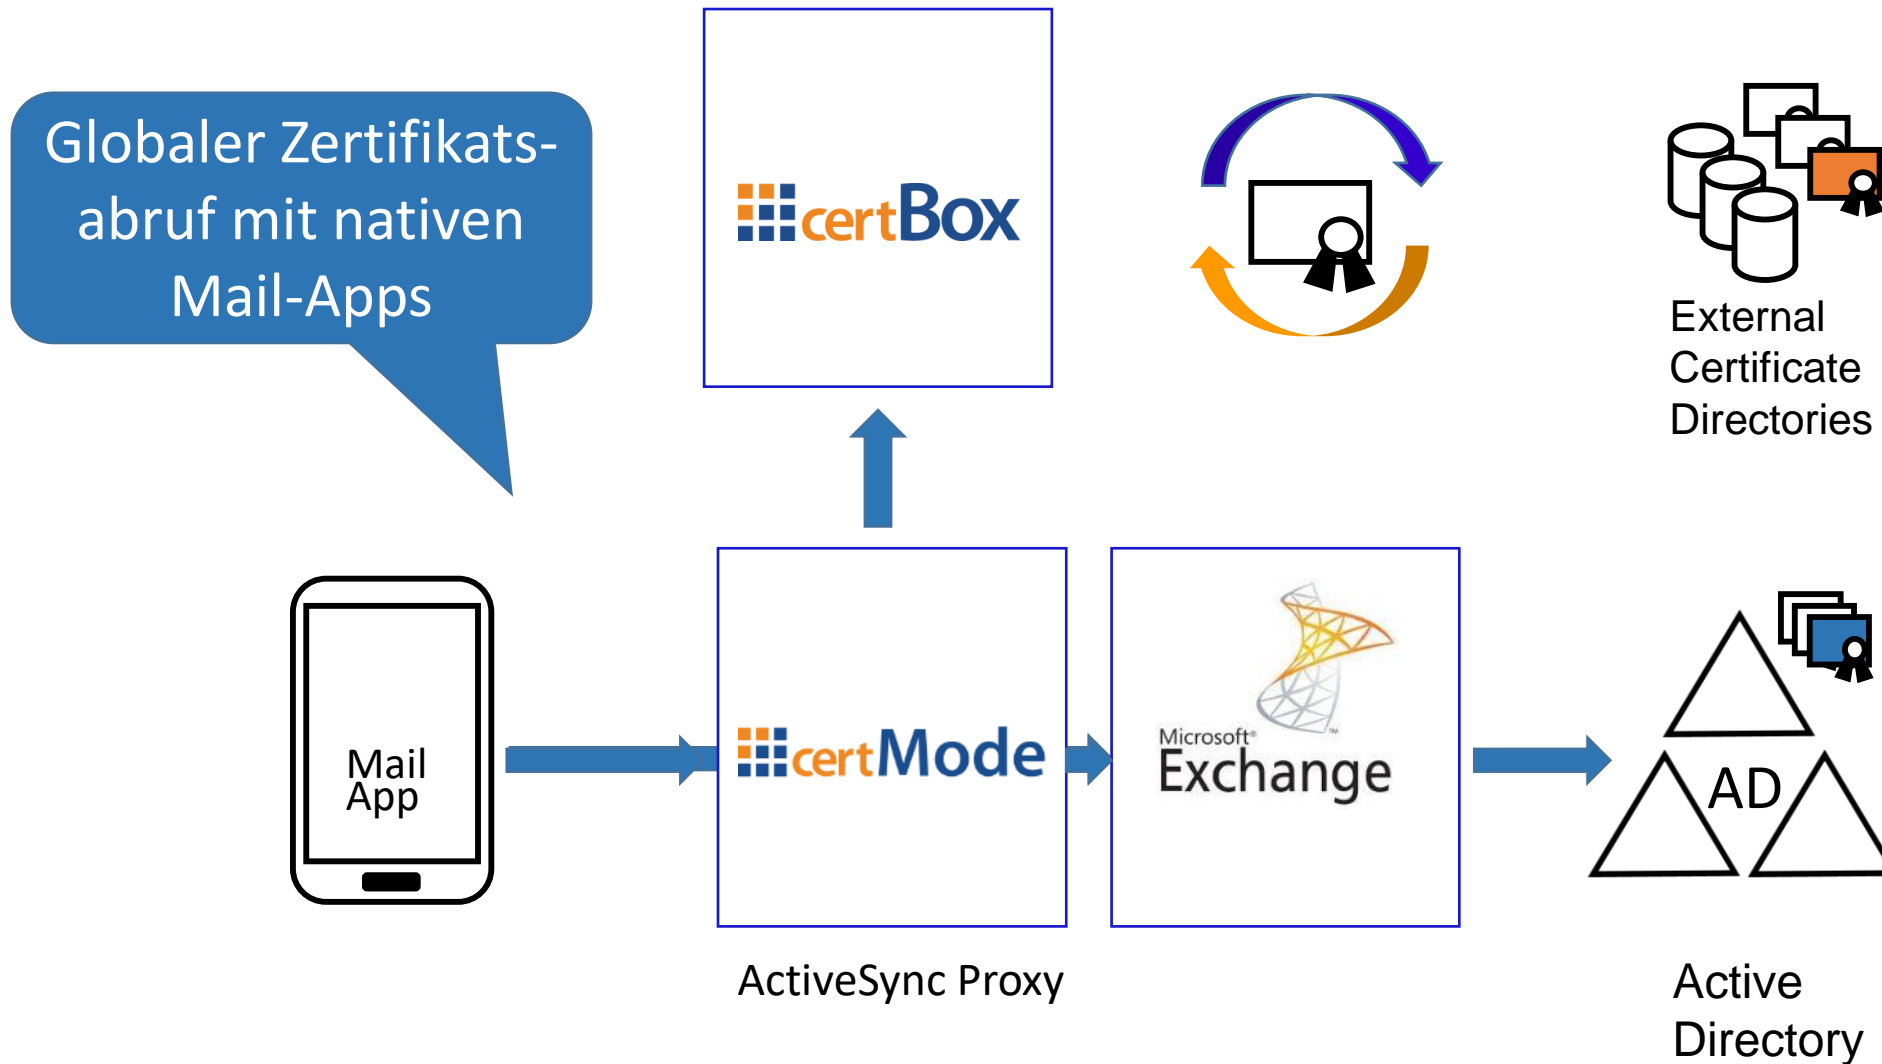 Globaler Zertifikats-
abruf mit nativen
Mail-Apps
certBox
External
Certificate
Directories
Mail
App
certMode
Microsoft®
Exchange
TM
AD
ActiveSync Proxy
Active
Directory